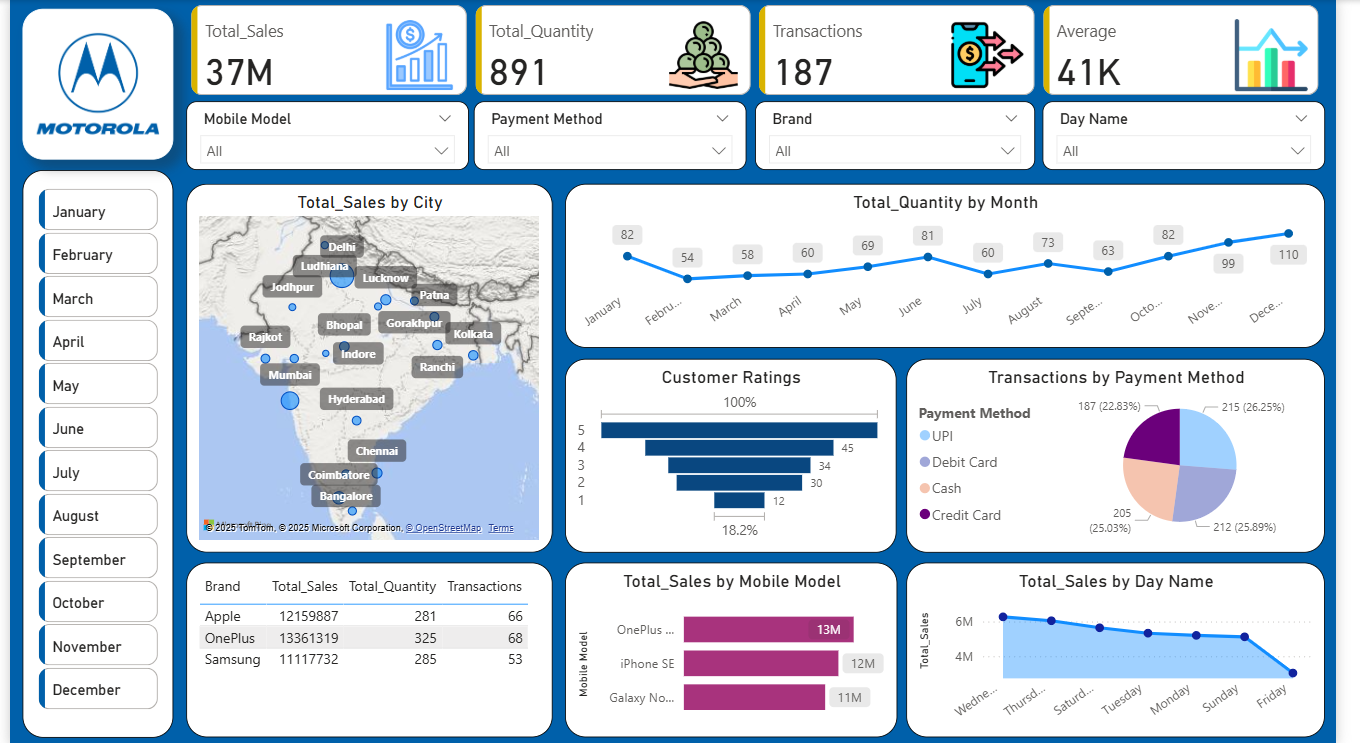 MOTOROLA
Total_Sales
37M
Total_Quantity
891
Transactions
187
Average
41K
Mobile Model
All
Payment Method
All
Brand
All
Day Name
All
January
February
March
April
May
June
July
August
September
October
November
December
Total_Sales by City
Delhi
Ludhiana
Lucknow
Jodhpur
Patna
Bhopal
Gorakhpur
Rajkot
Kolkata
Indore
Ranchi
Mumbai
Hyderabad
Chennai
Coimbatore
Bangalore
© 2025 TomTom, © 2025 Microsoft Corporation, © OpenStreetMap Terms
Total_Quantity by Month
82
54
58
60
69
81
60
73
63
82
99
110
January
Febru...
March
April
May
June
July
August
Septe...
Octo...
Nove...
Dece...
Customer Ratings
100%
5
4 45
3 34
2 30
1 12
18.2%
Transactions by Payment Method
Payment Method
UPI
Debit Card
Cash
Credit Card
187 (22.83%)
215 (26.25%)
205
(25.03%)
212 (25.89%)
Brand Total_Sales Total_Quantity Transactions
Apple 12159887 281 66
OnePlus 13361319 325 68
Samsung 11117732 285 53
Total_Sales by Mobile Model
Mobile Model
OnePlus ... 13M
iPhone SE 12M
Galaxy No... 11M
Total_Sales by Day Name
Total_Sales
6M
4M
Wedne...
Thursd...
Saturd...
Tuesday
Monday
Sunday
Friday